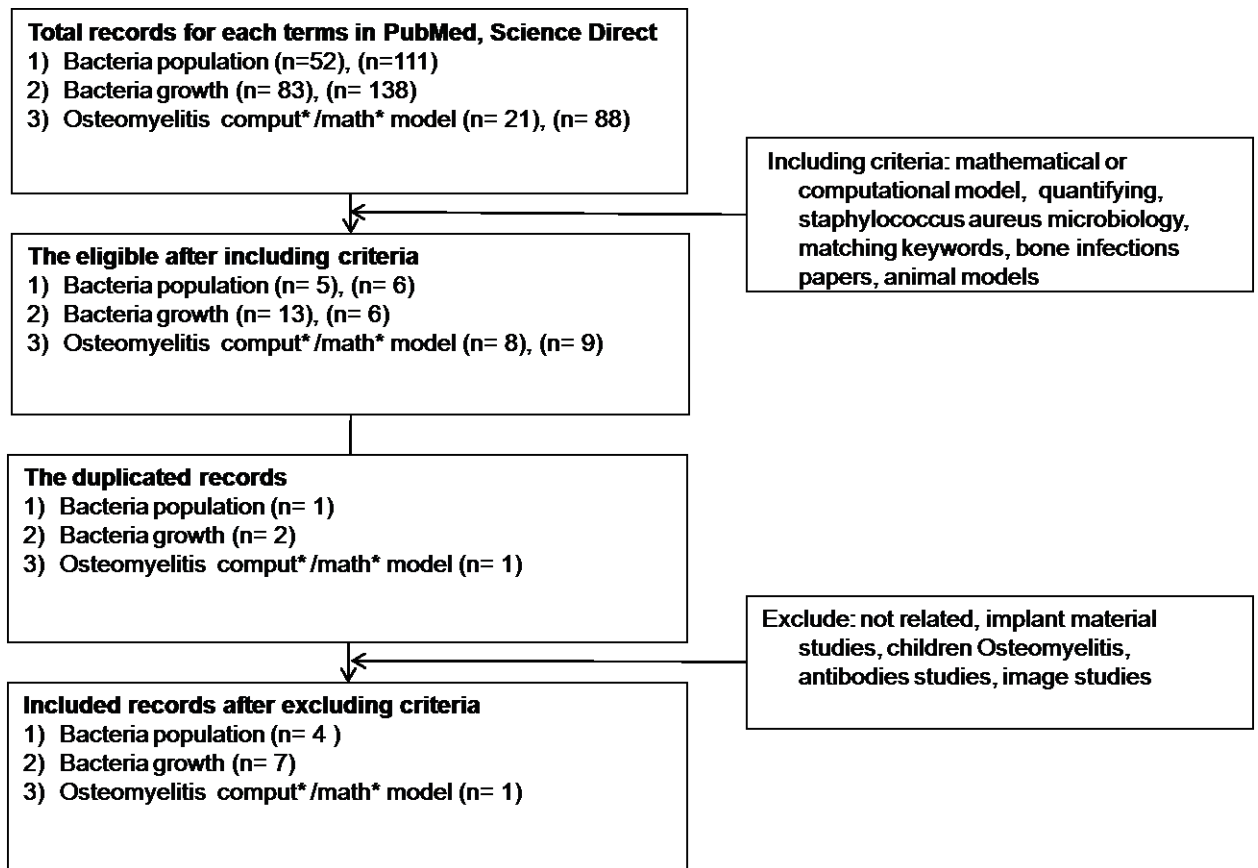 Total records for each terms in PubMed, Science Direct
1) Bacteria population (n=52), (n=111)
2) Bacteria growth (n= 83), (n= 138)
3) Osteomyelitis comput*/math* model (n= 21), (n= 88)
Including criteria: mathematical or
computational model, quantifying,
staphylococcus aureus microbiology,
matching keywords, bone infections
papers, animal models
The eligible after including criteria
1) Bacteria population (n= 5), (n= 6)
2) Bacteria growth (n= 13), (n= 6)
3) Osteomyelitis comput*/math* model (n= 8), (n= 9)
The duplicated records
1) Bacteria population (n= 1)
2) Bacteria growth (n= 2)
3) Osteomyelitis comput*/math* model (n= 1)
Exclude: not related, implant material
studies, children Osteomyelitis,
antibodies studies, image studies
Included records after excluding criteria
1) Bacteria population (n= 4 )
2) Bacteria growth (n= 7)
3) Osteomyelitis comput*/math* model (n= 1)